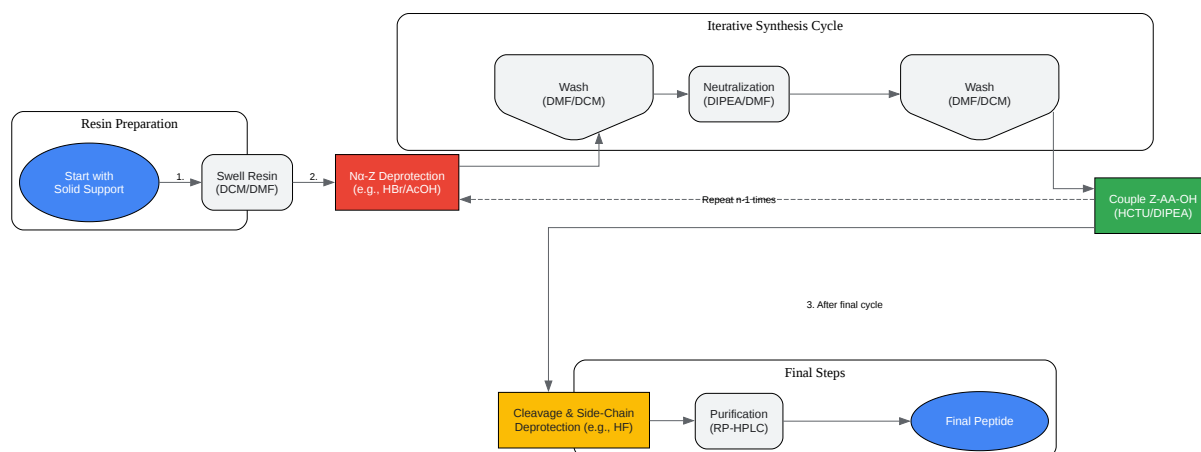 Iterative Synthesis Cycle
Wash
(DMF/DCM)
Neutralization
(DIPEA/DMF)
Wash
(DMF/DCM)
Resin Preparation
Start with
Solid Support
1.
Swell Resin
(DCM/DMF)
2.
Nα-Z Deprotection
(e.g., HBr/AcOH)
Repeat n-1 times
Couple Z-AA-OH
(HCTU/DIPEA)
3. After final cycle
Final Steps
Cleavage & Side-Chain
Deprotection (e.g., HF)
Purification
(RP-HPLC)
Final Peptide